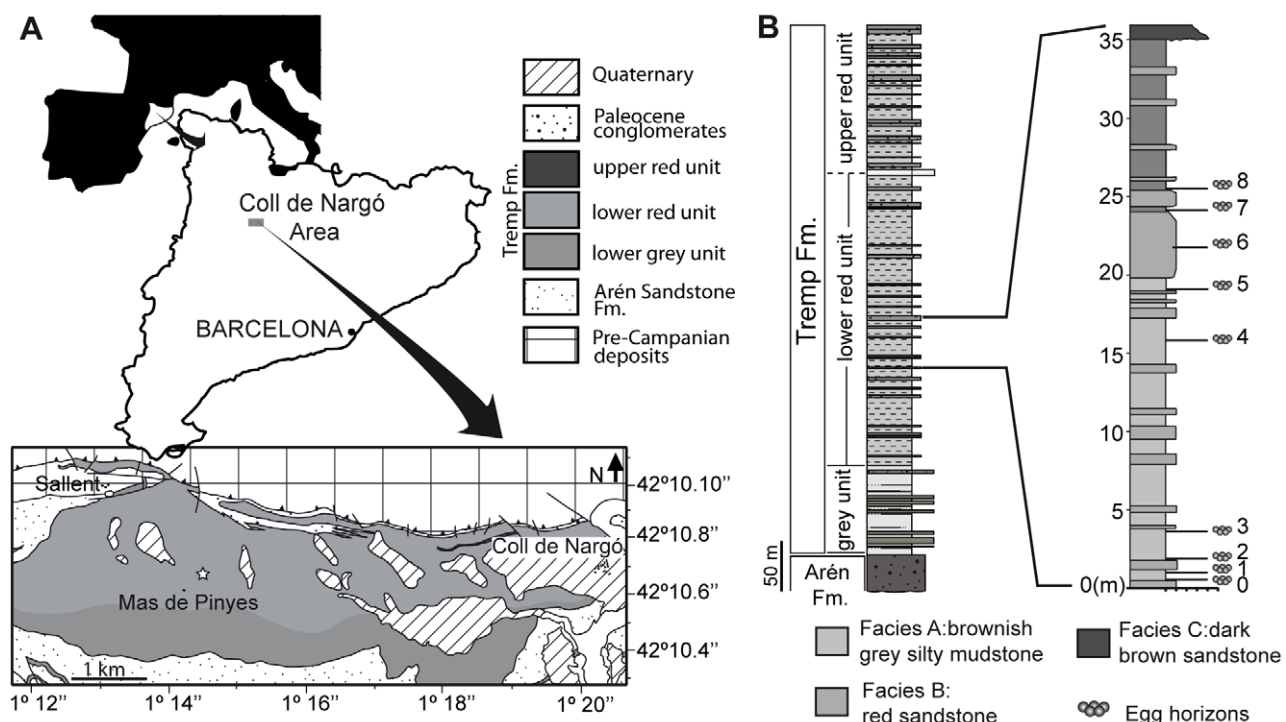 A
Coll de Nargó
Area
BARCELONA
Quaternary
Paleocene
conglomerates
Tremp Fm.
upper red unit
lower red unit
lower grey unit
Arén Sandstone
Fm.
Pre-Campanian
deposits
N
Sallent
Coll de Nargó
Mas de Pinyes
1 km
42º10.10’’
42º10.8’’
42º10.6’’
42º10.4’’
1º 12’’
1º 14’’
1º 16’’
1º 18’’
1º 20’’
B
Tremp Fm.
upper red unit
lower red unit
grey unit
Arén
Fm.
50 m
35
30
25
20
15
10
5
0(m)
8
7
6
5
4
3
2
1
0
Facies A:brownish
grey silty mudstone
Facies B:
red sandstone
Facies C:dark
brown sandstone
Egg horizons